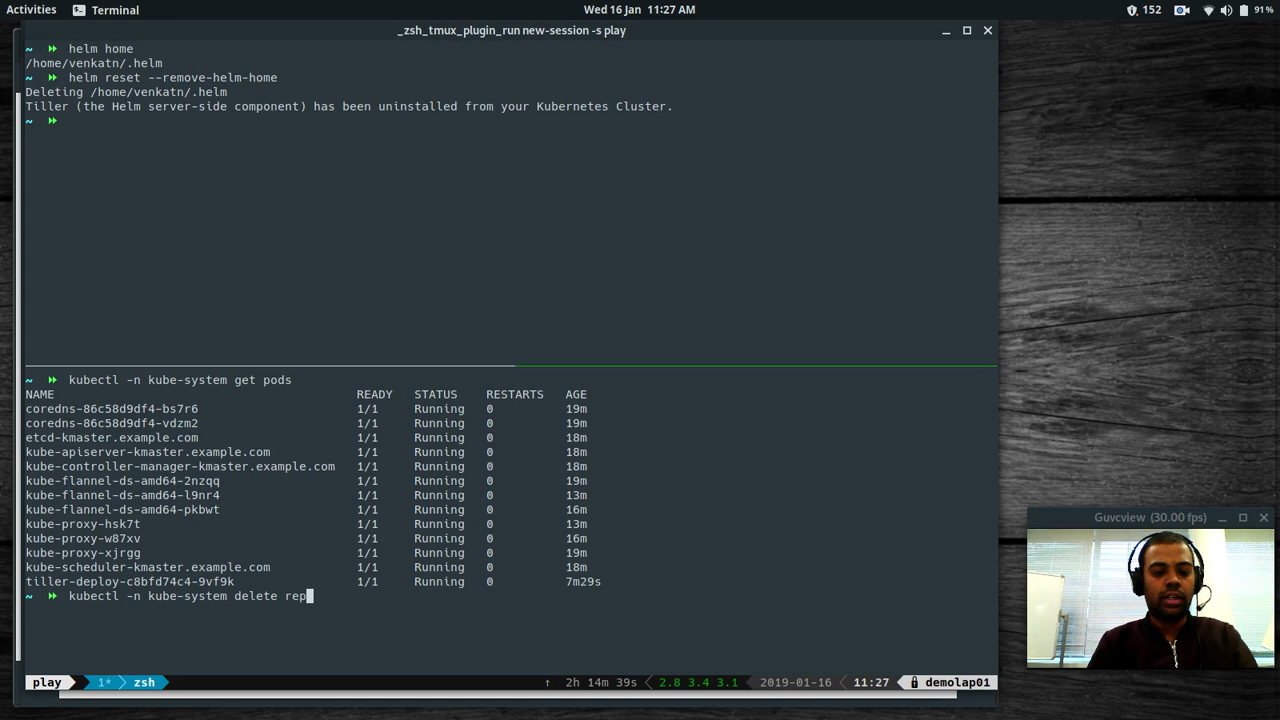 Activities Terminal Wed 16 Jan 11:27 AM 152 91%
_zsh_tmux_plugin_run new-session -s play
~ helm home
/home/venkatn/.helm
~ helm reset --remove-helm-home
Deleting /home/venkatn/.helm
Tiller (the Helm server-side component) has been uninstalled from your Kubernetes Cluster.
~
~ kubectl -n kube-system get pods
NAME READY STATUS RESTARTS AGE
coredns-86c58d9df4-bs7r6 1/1 Running 0 19m
coredns-86c58d9df4-vdzm2 1/1 Running 0 19m
etcd-kmaster.example.com 1/1 Running 0 18m
kube-apiserver-kmaster.example.com 1/1 Running 0 18m
kube-controller-manager-kmaster.example.com 1/1 Running 0 18m
kube-flannel-ds-amd64-2nzqq 1/1 Running 0 19m
kube-flannel-ds-amd64-l9nr4 1/1 Running 0 13m
kube-flannel-ds-amd64-pkbwt 1/1 Running 0 16m
kube-proxy-hsk7t 1/1 Running 0 13m
kube-proxy-w87xv 1/1 Running 0 16m
kube-proxy-xjrgg 1/1 Running 0 19m
kube-scheduler-kmaster.example.com 1/1 Running 0 18m
tiller-deploy-c8bfd74c4-9vf9k 1/1 Running 0 7m29s
~ kubectl -n kube-system delete rep
Guvcview (30.00 fps)
play 1* zsh ↑ 2h 14m 39s 2.8 3.4 3.1 2019-01-16 11:27 demolap01